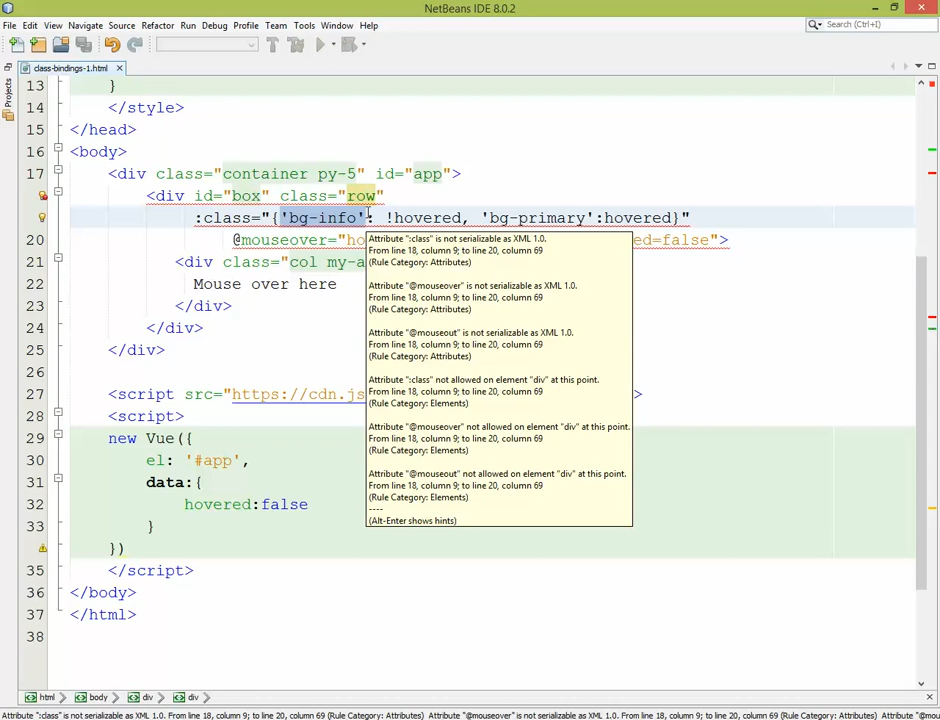 NetBeans IDE 8.0.2
File Edit View Navigate Source Refactor Run Debug Profile Team Tools Window Help
Search (Ctrl+I)
class-bindings-1.html
Projects
13 }
14 </style>
15 </head>
16 <body>
17 <div class="container py-5" id="app">
<div id="box" class="row"
:class="{'bg-info': !hovered, 'bg-primary':hovered}"
20 @mouseover="ho ed=false">
21 <div class="col my-a
22 Mouse over here
23 </div>
24 </div>
25 </div>
26
27 <script src="https://cdn.js >
28 <script>
29 new Vue({
30 el: '#app',
31 data:{
32 hovered:false
33 }
})
35 </script>
36 </body>
37 </html>
38
Attribute ":class" is not serializable as XML 1.0.
From line 18, column 9; to line 20, column 69
(Rule Category: Attributes)
Attribute "@mouseover" is not serializable as XML 1.0.
From line 18, column 9; to line 20, column 69
(Rule Category: Attributes)
Attribute "@mouseout" is not serializable as XML 1.0.
From line 18, column 9; to line 20, column 69
(Rule Category: Attributes)
Attribute ":class" not allowed on element "div" at this point.
From line 18, column 9; to line 20, column 69
(Rule Category: Elements)
Attribute "@mouseover" not allowed on element "div" at this point.
From line 18, column 9; to line 20, column 69
(Rule Category: Elements)
Attribute "@mouseout" not allowed on element "div" at this point.
From line 18, column 9; to line 20, column 69
(Rule Category: Elements)
----
(Alt-Enter shows hints)
html body div div
Attribute ":class" is not serializable as XML 1.0. From line 18, column 9; to line 20, column 69 (Rule Category: Attributes) Attribute "@mouseover" is not serializable as XML 1.0. From line 18, column 9; to line 20, column 69 (Rule Category: Attributes)